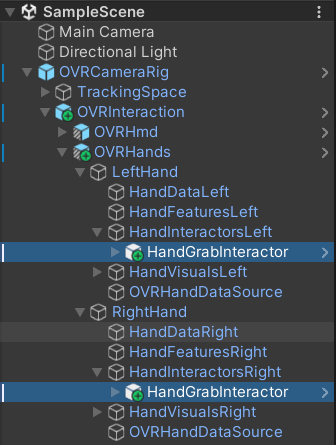 SampleScene
Main Camera
Directional Light
OVRCameraRig
TrackingSpace
OVRInteraction
OVRHmd
OVRHands
LeftHand
HandDataLeft
HandFeaturesLeft
HandInteractorsLeft
HandGrabInteractor
HandVisualsLeft
OVRHandDataSource
RightHand
HandDataRight
HandFeaturesRight
HandInteractorsRight
HandGrabInteractor
HandVisualsRight
OVRHandDataSource